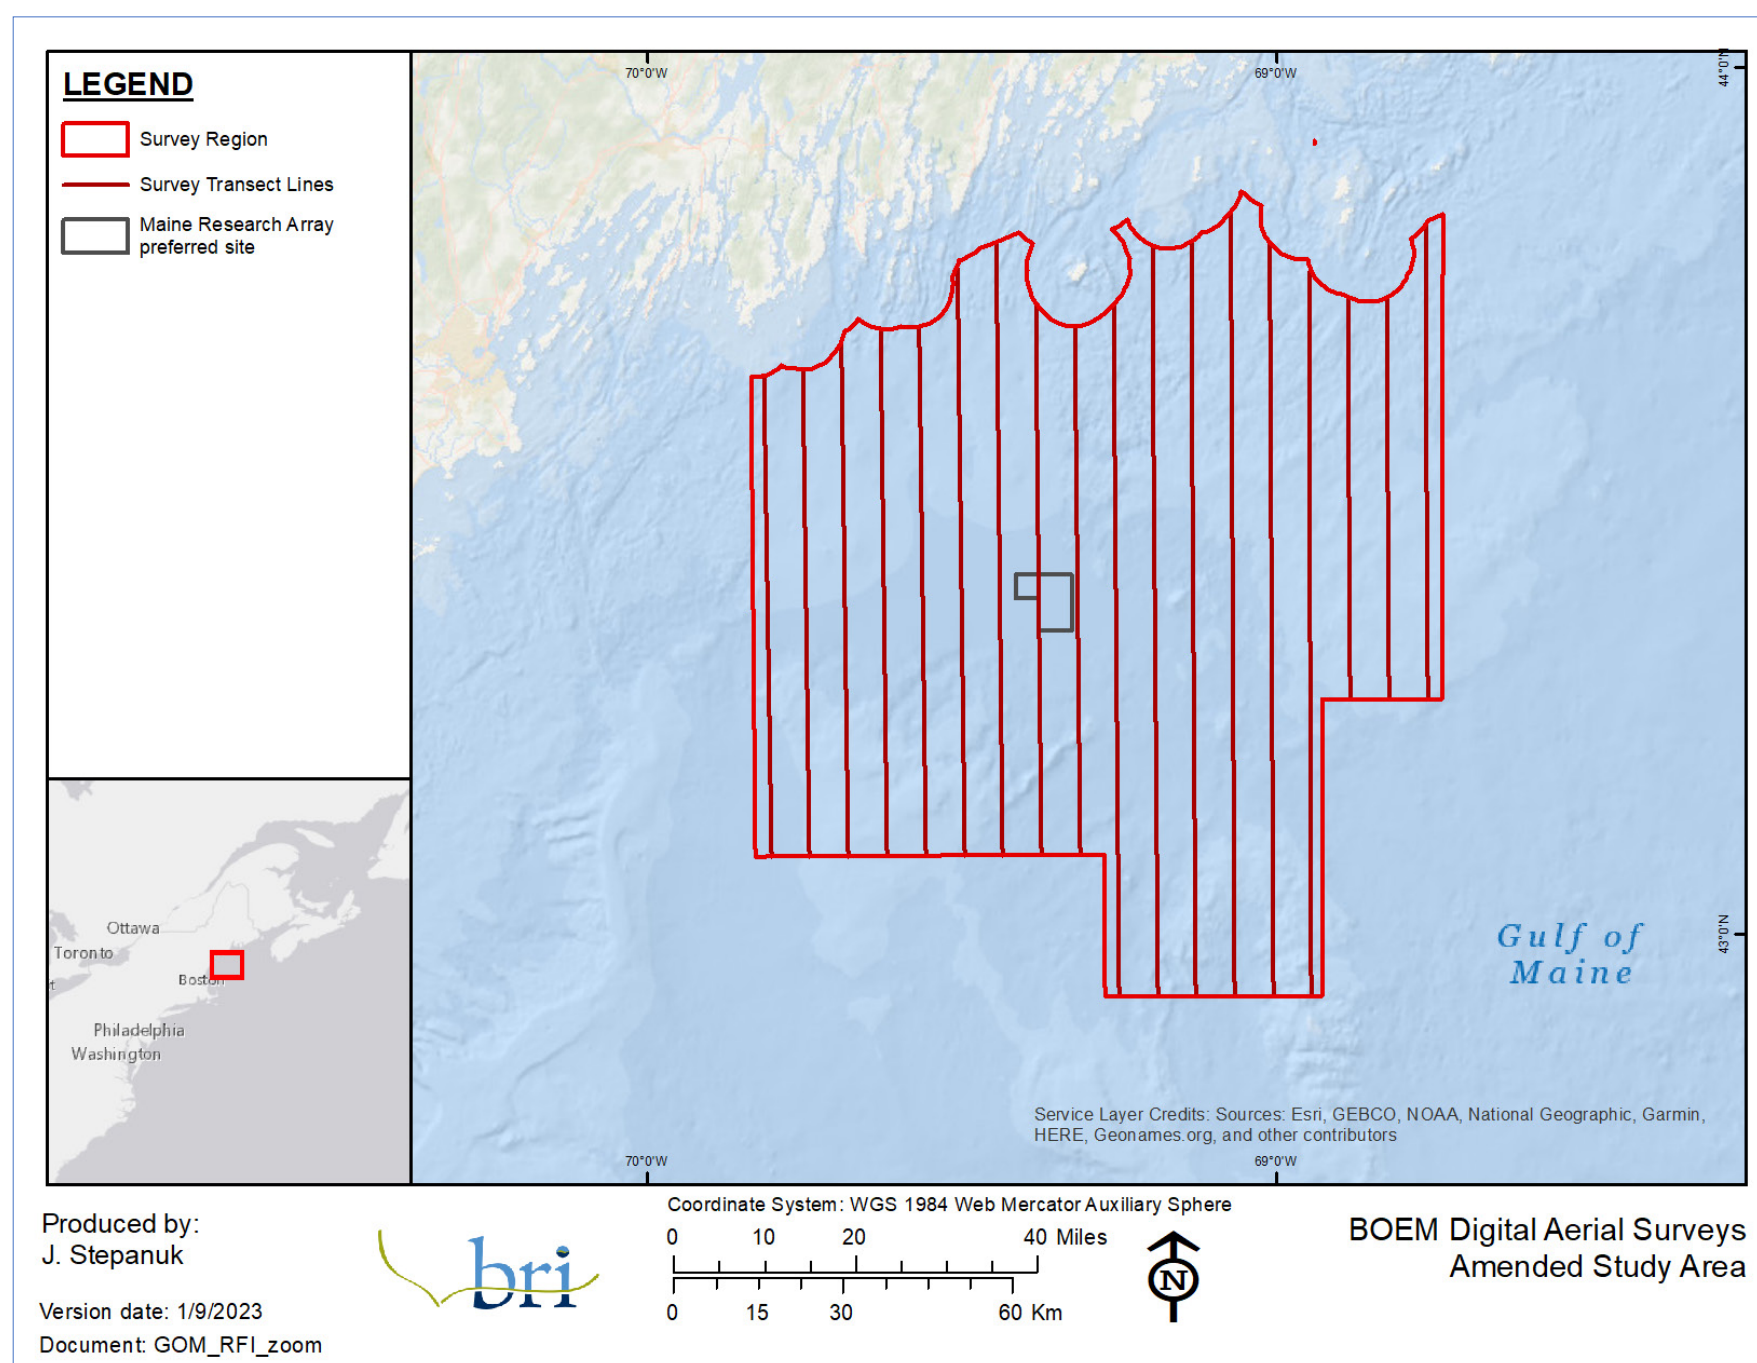 LEGEND
Survey Region
Survey Transect Lines
Maine Research Array
preferred site
70°0'W
69°0'W
44°0'N
43°0'N
Gulf of
Maine
Ottawa
Toronto
Boston
Philadelphia
Washington
Service Layer Credits: Sources: Esri, GEBCO, NOAA, National Geographic, Garmin,
HERE, Geonames.org, and other contributors
70°0'W
69°0'W
Produced by:
J. Stepanuk
Version date: 1/9/2023
Document: GOM_RFI_zoom
bri
Coordinate System: WGS 1984 Web Mercator Auxiliary Sphere
0 10 20 40 Miles
0 15 30 60 Km
N
BOEM Digital Aerial Surveys
Amended Study Area